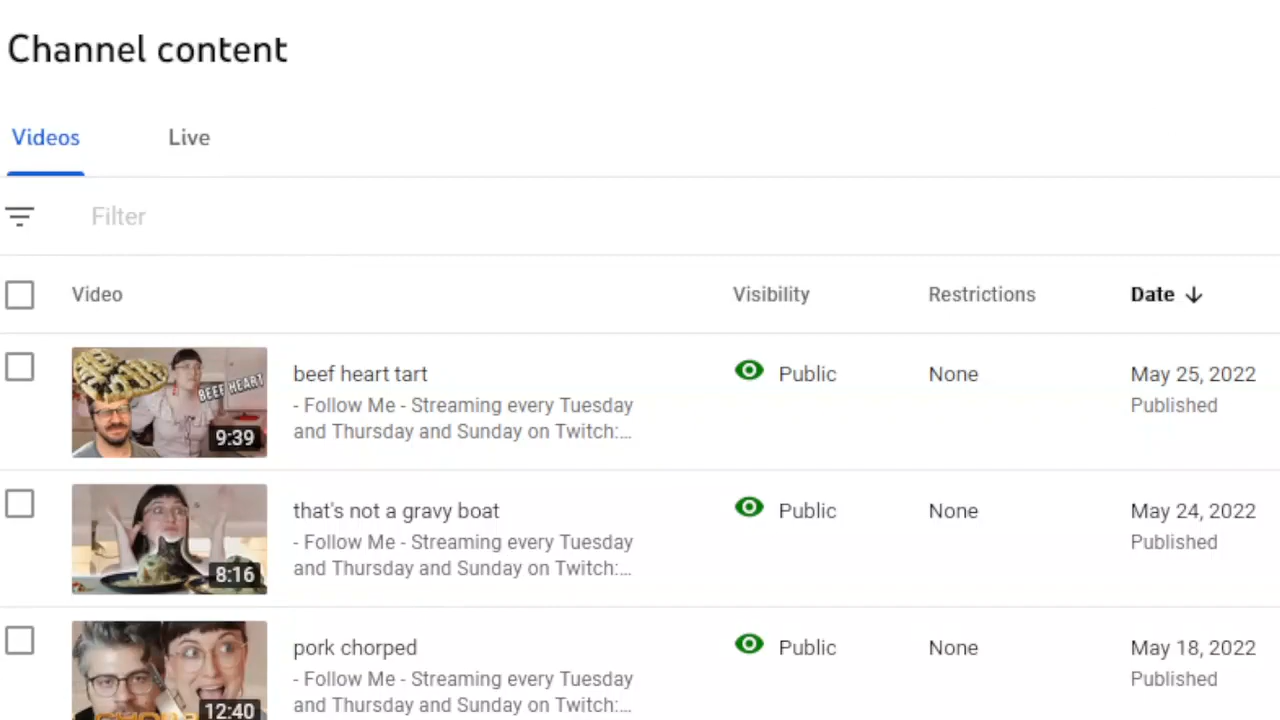 Channel content
Videos Live
Filter
Video Visibility Restrictions Date
BEEF HEART
9:39
beef heart tart Public None May 25, 2022
- Follow Me - Streaming every Tuesday Published
and Thursday and Sunday on Twitch:...
8:16
that's not a gravy boat Public None May 24, 2022
- Follow Me - Streaming every Tuesday Published
and Thursday and Sunday on Twitch:...
12:40
pork chorped Public None May 18, 2022
- Follow Me - Streaming every Tuesday Published
and Thursday and Sunday on Twitch:...